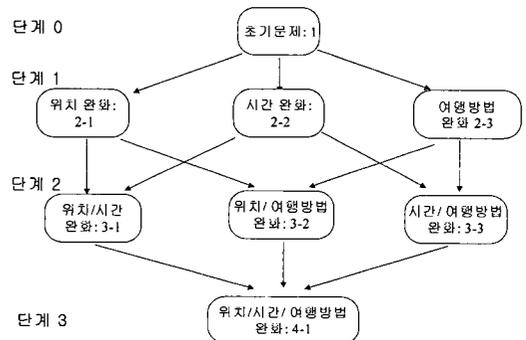 단계 0
초기문제: 1
단계 1
위치 완화:
2-1
시간 완화:
2-2
여행방법
완화 2-3
단계 2
위치/시간
완화: 3-1
위치/ 여행방법
완화: 3-2
시간/ 여행방법
완화: 3-3
단계 3
위치/시간/ 여행방법
완화: 4-1